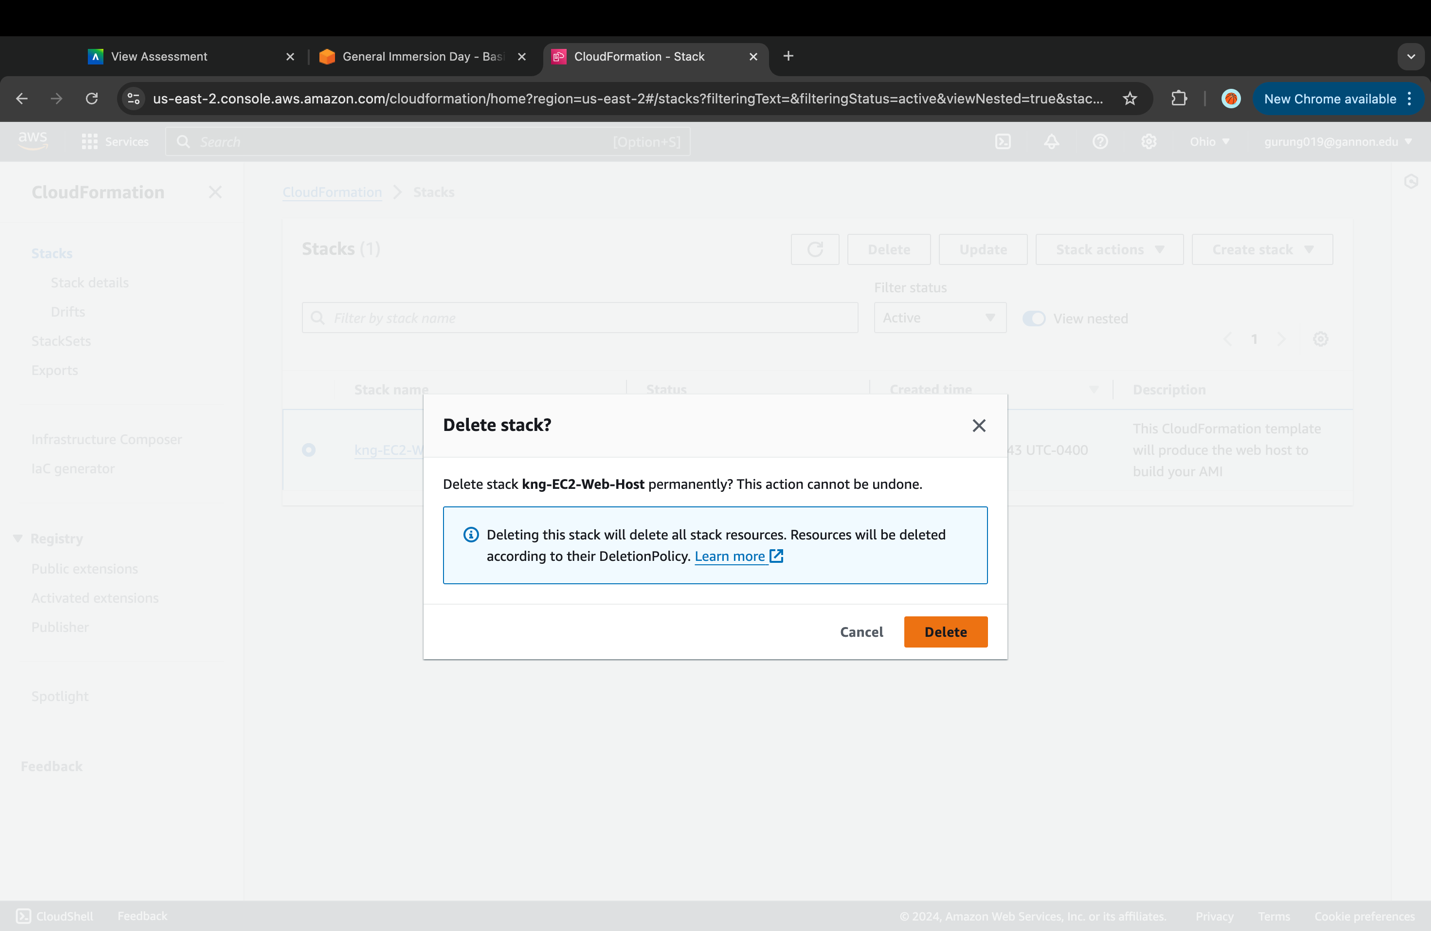 View Assessment
General Immersion Day - Bas
CloudFormation - Stack
us-east-2.console.aws.amazon.com/cloudformation/home?region=us-east-2#/stacks?filteringText=&filteringStatus=active&viewNested=true&stac...
New Chrome available
aws
Services
Search
[Option+S]
Ohio
gurung019@gannon.edu
CloudFormation
CloudFormation
Stacks
Stacks
Stack details
Drifts
StackSets
Exports
Infrastructure Composer
IaC generator
Registry
Public extensions
Activated extensions
Publisher
Spotlight
Feedback
Stacks (1)
Delete
Update
Stack actions
Create stack
Filter status
Filter by stack name
Active
View nested
1
Stack name
Status
Created time
Description
kng-EC2-W
43 UTC-0400
This CloudFormation template
will produce the web host to
build your AMI
Delete stack?
Delete stack kng-EC2-Web-Host permanently? This action cannot be undone.
Deleting this stack will delete all stack resources. Resources will be deleted
according to their DeletionPolicy. Learn more
Cancel
Delete
CloudShell
Feedback
© 2024, Amazon Web Services, Inc. or its affiliates.
Privacy
Terms
Cookie preferences